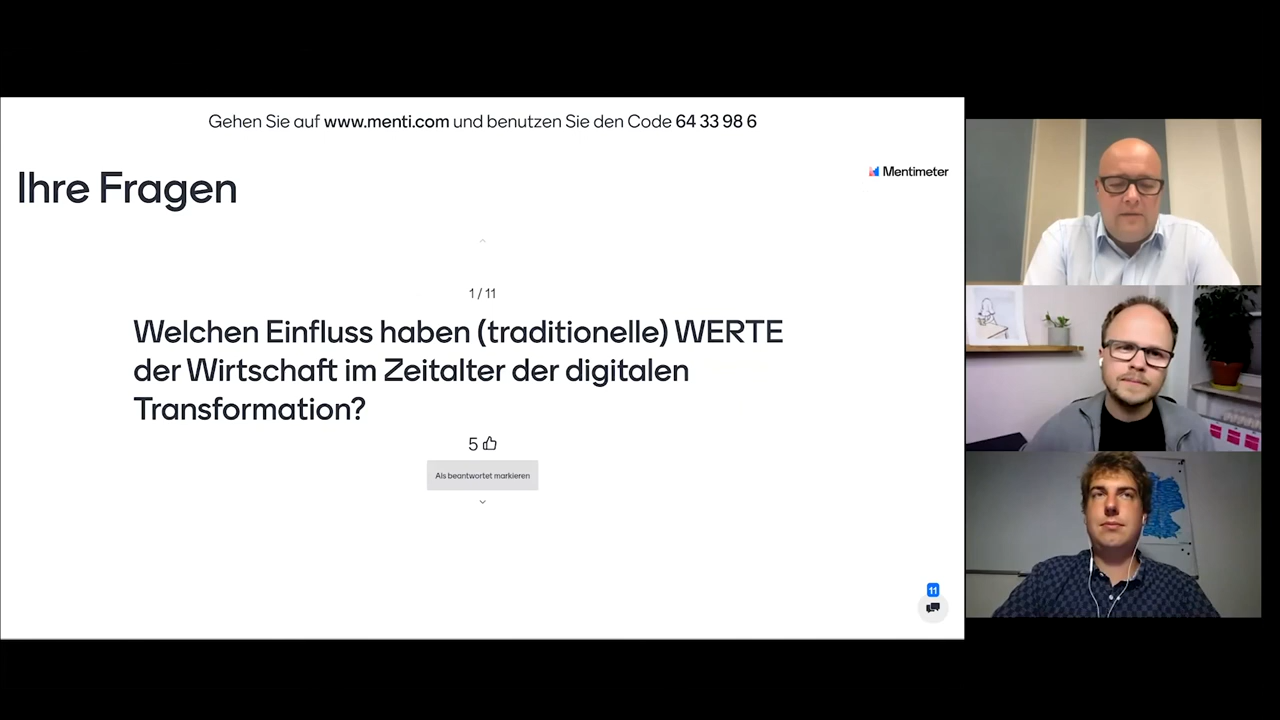 Gehen Sie auf www.menti.com und benutzen Sie den Code 64 33 98 6
Mentimeter
Ihre Fragen
1 / 11
Welchen Einfluss haben (traditionelle) WERTE
der Wirtschaft im Zeitalter der digitalen
Transformation?
5
Als beantwortet markieren
11